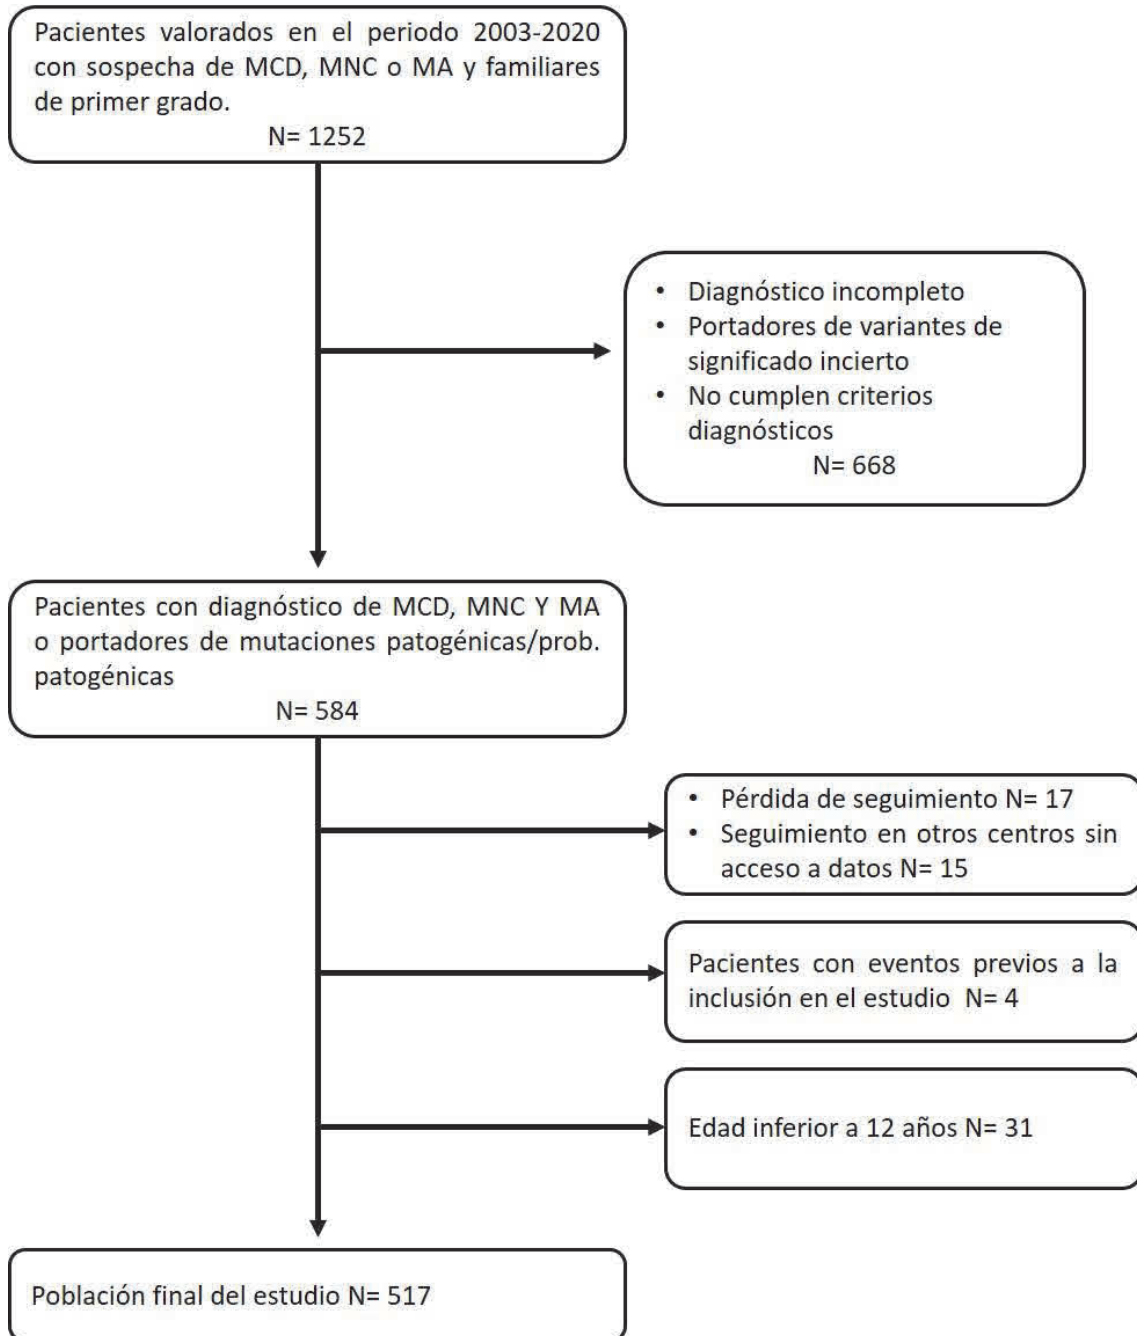 Pacientes valorados en el periodo 2003-2020
con sospecha de MCD, MNC o MA y familiares
de primer grado.
N= 1252
• Diagnóstico incompleto
• Portadores de variantes de
significado incierto
• No cumplen criterios
diagnósticos
N= 668
Pacientes con diagnóstico de MCD, MNC Y MA
o portadores de mutaciones patogénicas/prob.
patogénicas
N= 584
• Pérdida de seguimiento N= 17
• Seguimiento en otros centros sin
acceso a datos N= 15
Pacientes con eventos previos a la
inclusión en el estudio N= 4
Edad inferior a 12 años N= 31
Población final del estudio N= 517